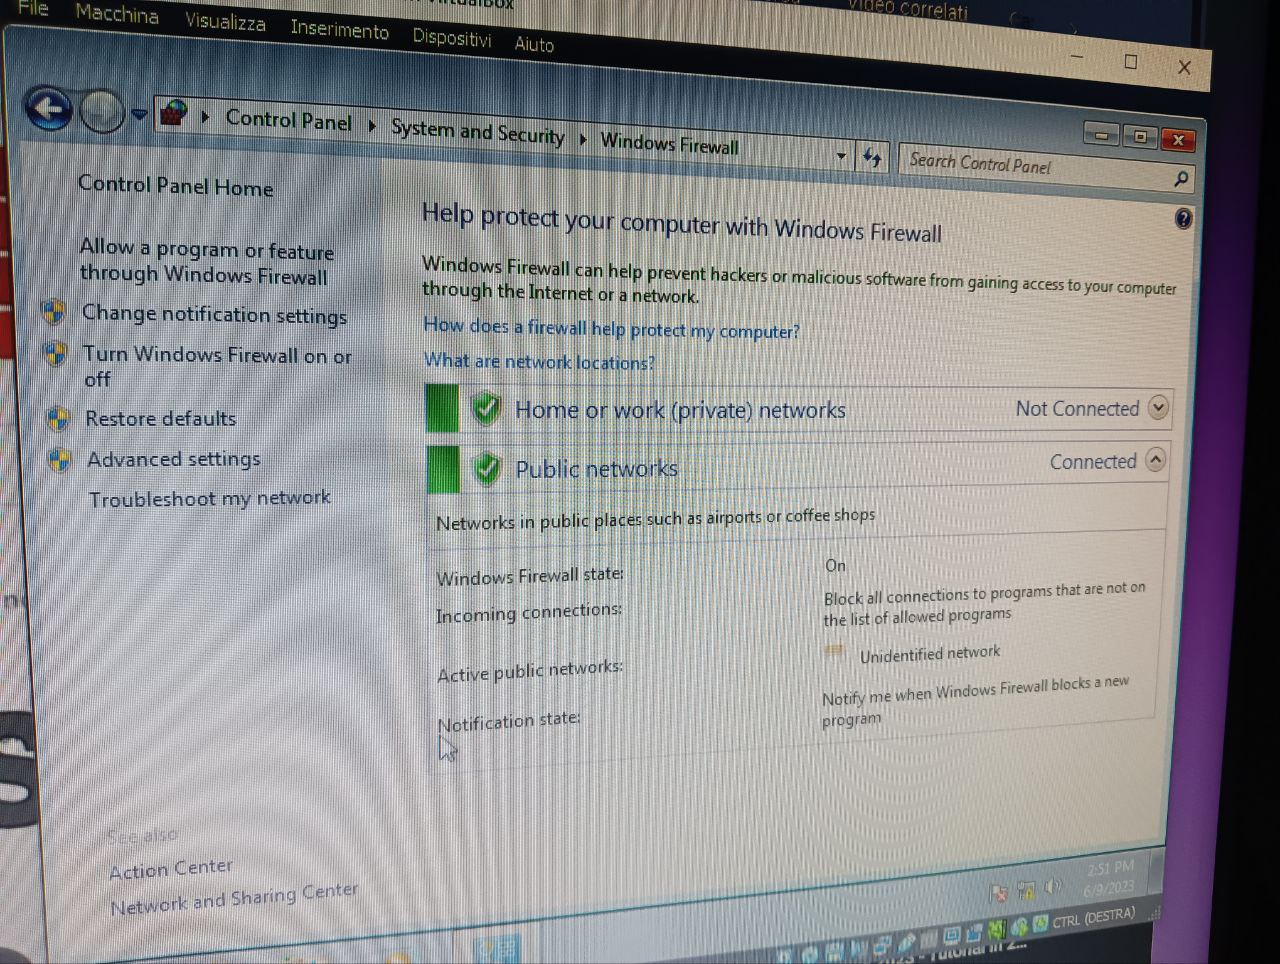 File Macchina Visualizza Inserimento Dispositivi Aiuto
Video correlati
Control Panel System and Security Windows Firewall
Search Control Panel
Control Panel Home
Allow a program or feature
through Windows Firewall
Change notification settings
Turn Windows Firewall on or
off
Restore defaults
Advanced settings
Troubleshoot my network
Help protect your computer with Windows Firewall
Windows Firewall can help prevent hackers or malicious software from gaining access to your computer
through the Internet or a network.
How does a firewall help protect my computer?
What are network locations?
Home or work (private) networks Not Connected
Public networks Connected
Networks in public places such as airports or coffee shops
Windows Firewall state: On
Incoming connections: Block all connections to programs that are not on
the list of allowed programs
Active public networks: Unidentified network
Notification state: Notify me when Windows Firewall blocks a new
program
See also
Action Center
Network and Sharing Center
2:51 PM
6/9/2023
CTRL (DESTRA)